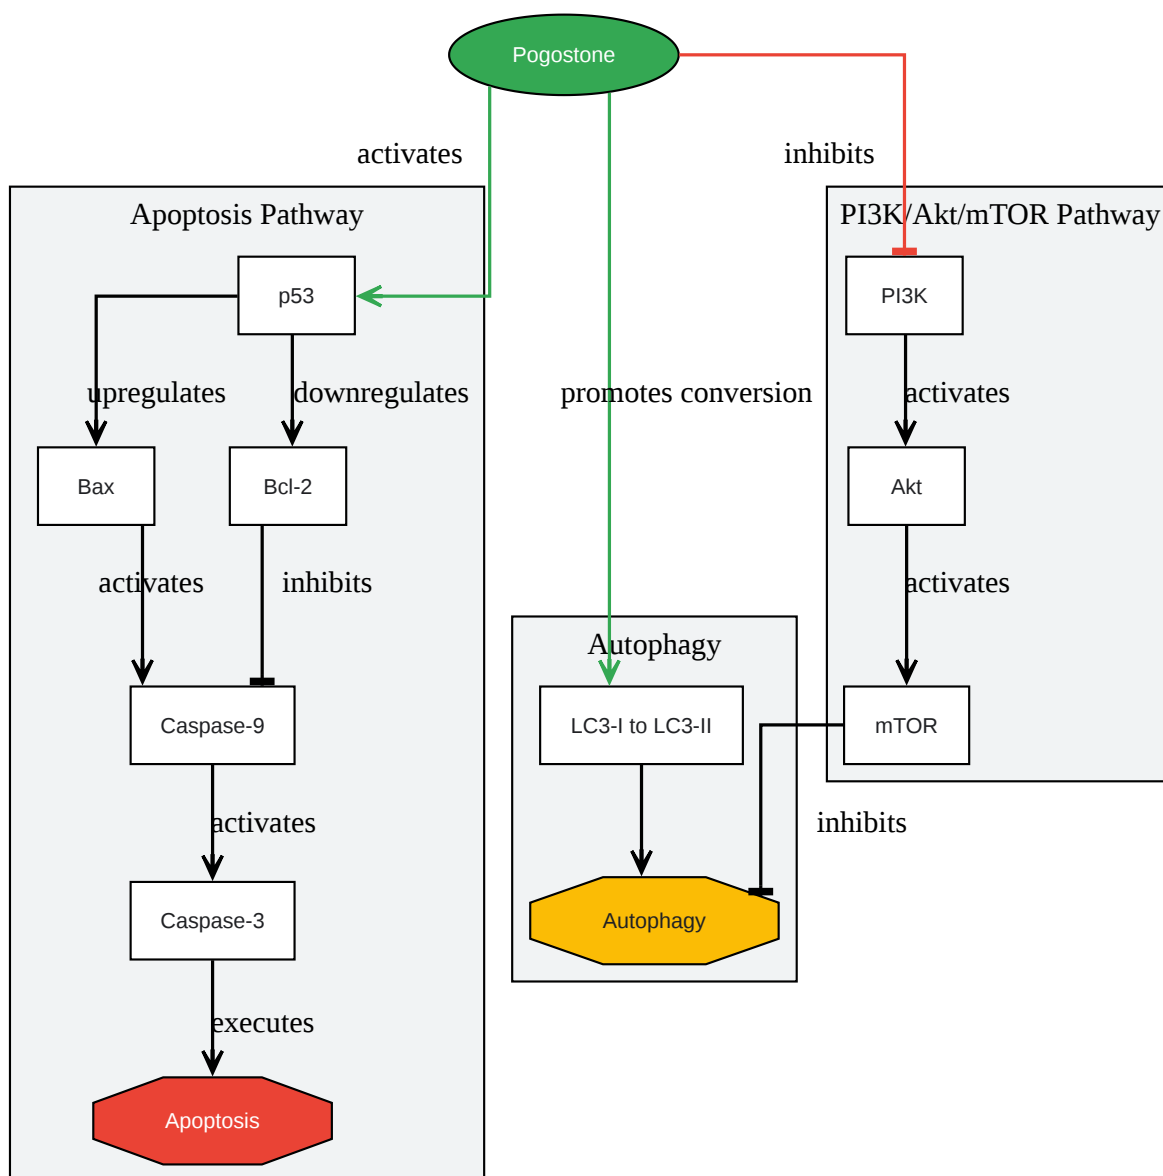 Pogostone
activates
inhibits
Apoptosis Pathway
PI3K/Akt/mTOR Pathway
p53
PI3K
upregulates
downregulates
promotes conversion
activates
Bax
Bcl-2
Akt
activates
inhibits
activates
Autophagy
Caspase-9
LC3-I to LC3-II
mTOR
activates
inhibits
Caspase-3
Autophagy
executes
Apoptosis